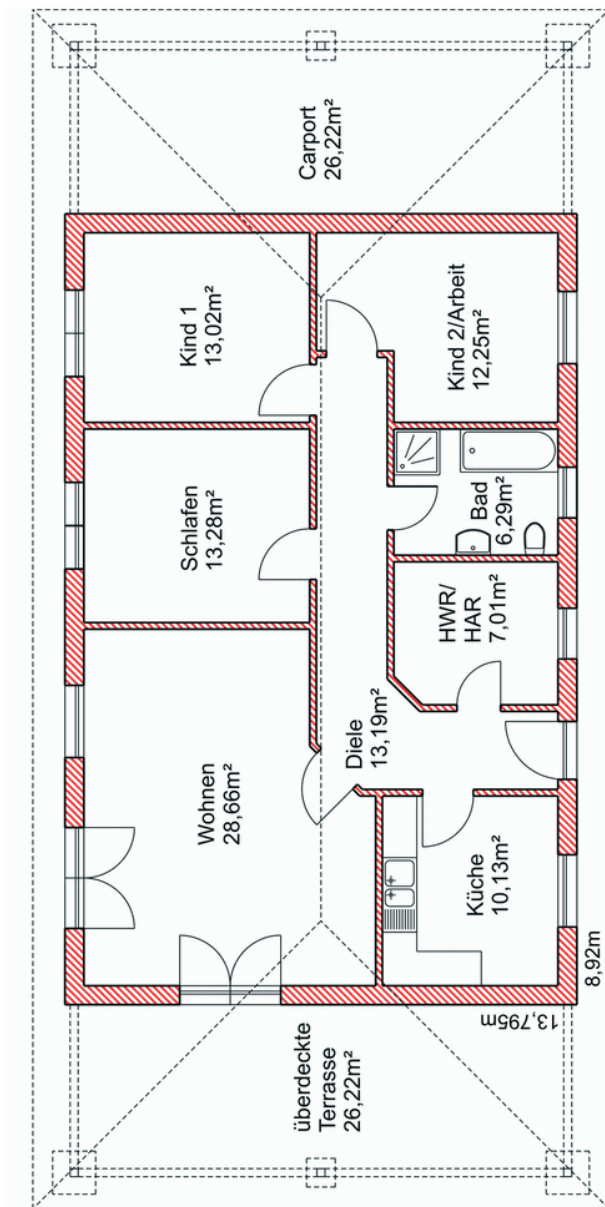 Carport
26,22m²
Kind 1
13,02m²
Kind 2/Arbeit
12,25m²
Schlafen
13,28m²
Bad
6,29m²
HWR/
HAR
7,01m²
Diele
13,19m²
Wohnen
28,66m²
Küche
10,13m²
8,92m
13,795m
überdeckte
Terrasse
26,22m²